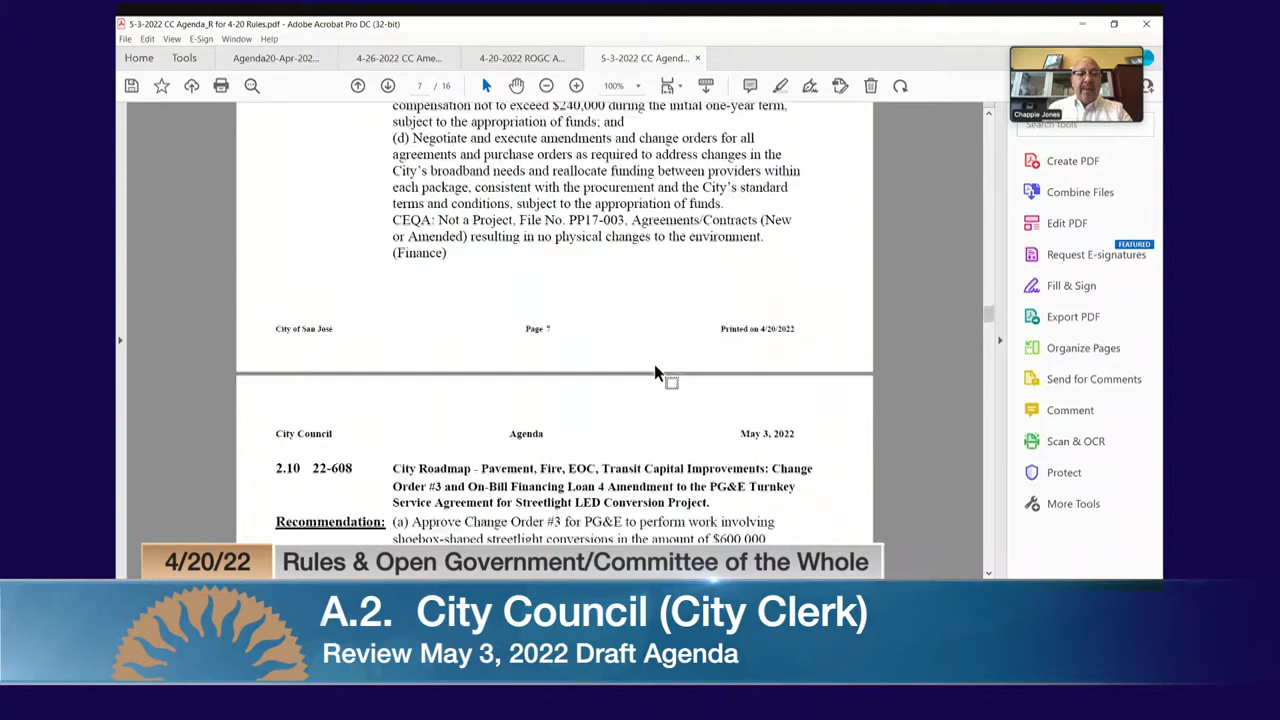 5-3-2022 CC Agenda_R for 4-20 Rules.pdf - Adobe Acrobat Pro DC (32-bit)
File Edit View E-Sign Window Help
Home Tools Agenda20-Apr-202... 4-26-2022 CC Ame... 4-20-2022 ROGC A... 5-3-2022 CC Agend... ×
7 / 16 100%
Chappie Jones
Search tools
compensation not to exceed $240,000 during the initial one-year term,
subject to the appropriation of funds; and
(d) Negotiate and execute amendments and change orders for all
agreements and purchase orders as required to address changes in the
City's broadband needs and reallocate funding between providers within
each package, consistent with the procurement and the City's standard
terms and conditions, subject to the appropriation of funds.
CEQA: Not a Project, File No. PP17-003, Agreements/Contracts (New
or Amended) resulting in no physical changes to the environment.
(Finance)
City of San José Page 7 Printed on 4/20/2022
City Council Agenda May 3, 2022
2.10 22-608 City Roadmap - Pavement, Fire, EOC, Transit Capital Improvements: Change
Order #3 and On-Bill Financing Loan 4 Amendment to the PG&E Turnkey
Service Agreement for Streetlight LED Conversion Project.
Recommendation: (a) Approve Change Order #3 for PG&E to perform work involving
shoebox-shaped streetlight conversions in the amount of $600,000
Create PDF
Combine Files
Edit PDF
FEATURED
Request E-signatures
Fill & Sign
Export PDF
Organize Pages
Send for Comments
Comment
Scan & OCR
Protect
More Tools
4/20/22 Rules & Open Government/Committee of the Whole
A.2. City Council (City Clerk)
Review May 3, 2022 Draft Agenda